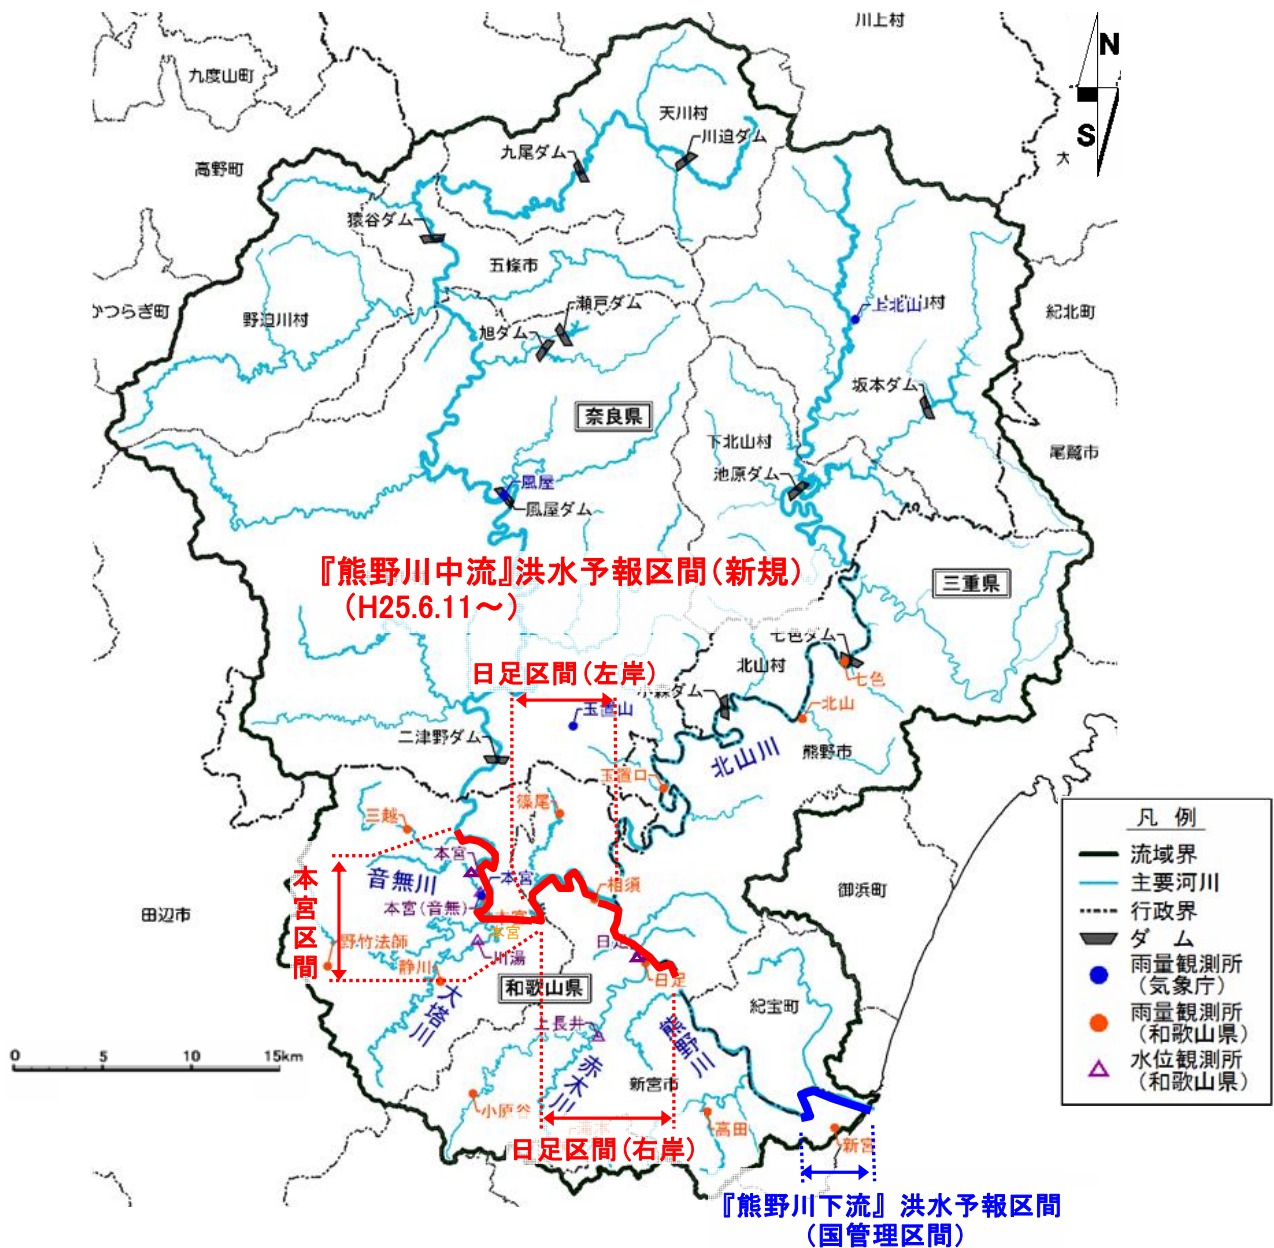 川上村
N
S
九度山町
天川村
川迫ダム
九尾ダム
大
高野町
猿谷ダム
五條市
瀬戸ダム
旭ダム
かつらぎ町
野迫川村
上北山
村
紀北町
坂本ダム
奈良県
下北山村
尾鷲市
池原ダム
風屋
風屋ダム
『熊野川中流』洪水予報区間(新規)
(H25.6.11～)
三重県
七色ダム
北山村
七色
日足区間(左岸)
小森ダム
玉置山
北山
二津野ダム
北山川
熊野市
玉置口
篠尾
三越
本宮
本宮
音無川
相須
本宮(音無)
本宮
本宮区間
御浜町
田辺市
野竹法師
川湯
日足
静川
日足
和歌山県
大塔川
紀宝町
上長井
熊野川
赤木川
新宮市
0 5 10 15km
小原谷
高田
新宮
日足区間(右岸)
『熊野川下流』洪水予報区間
(国管理区間)
凡例
流域界
主要河川
行政界
ダム
雨量観測所
(気象庁)
雨量観測所
(和歌山県)
水位観測所
(和歌山県)